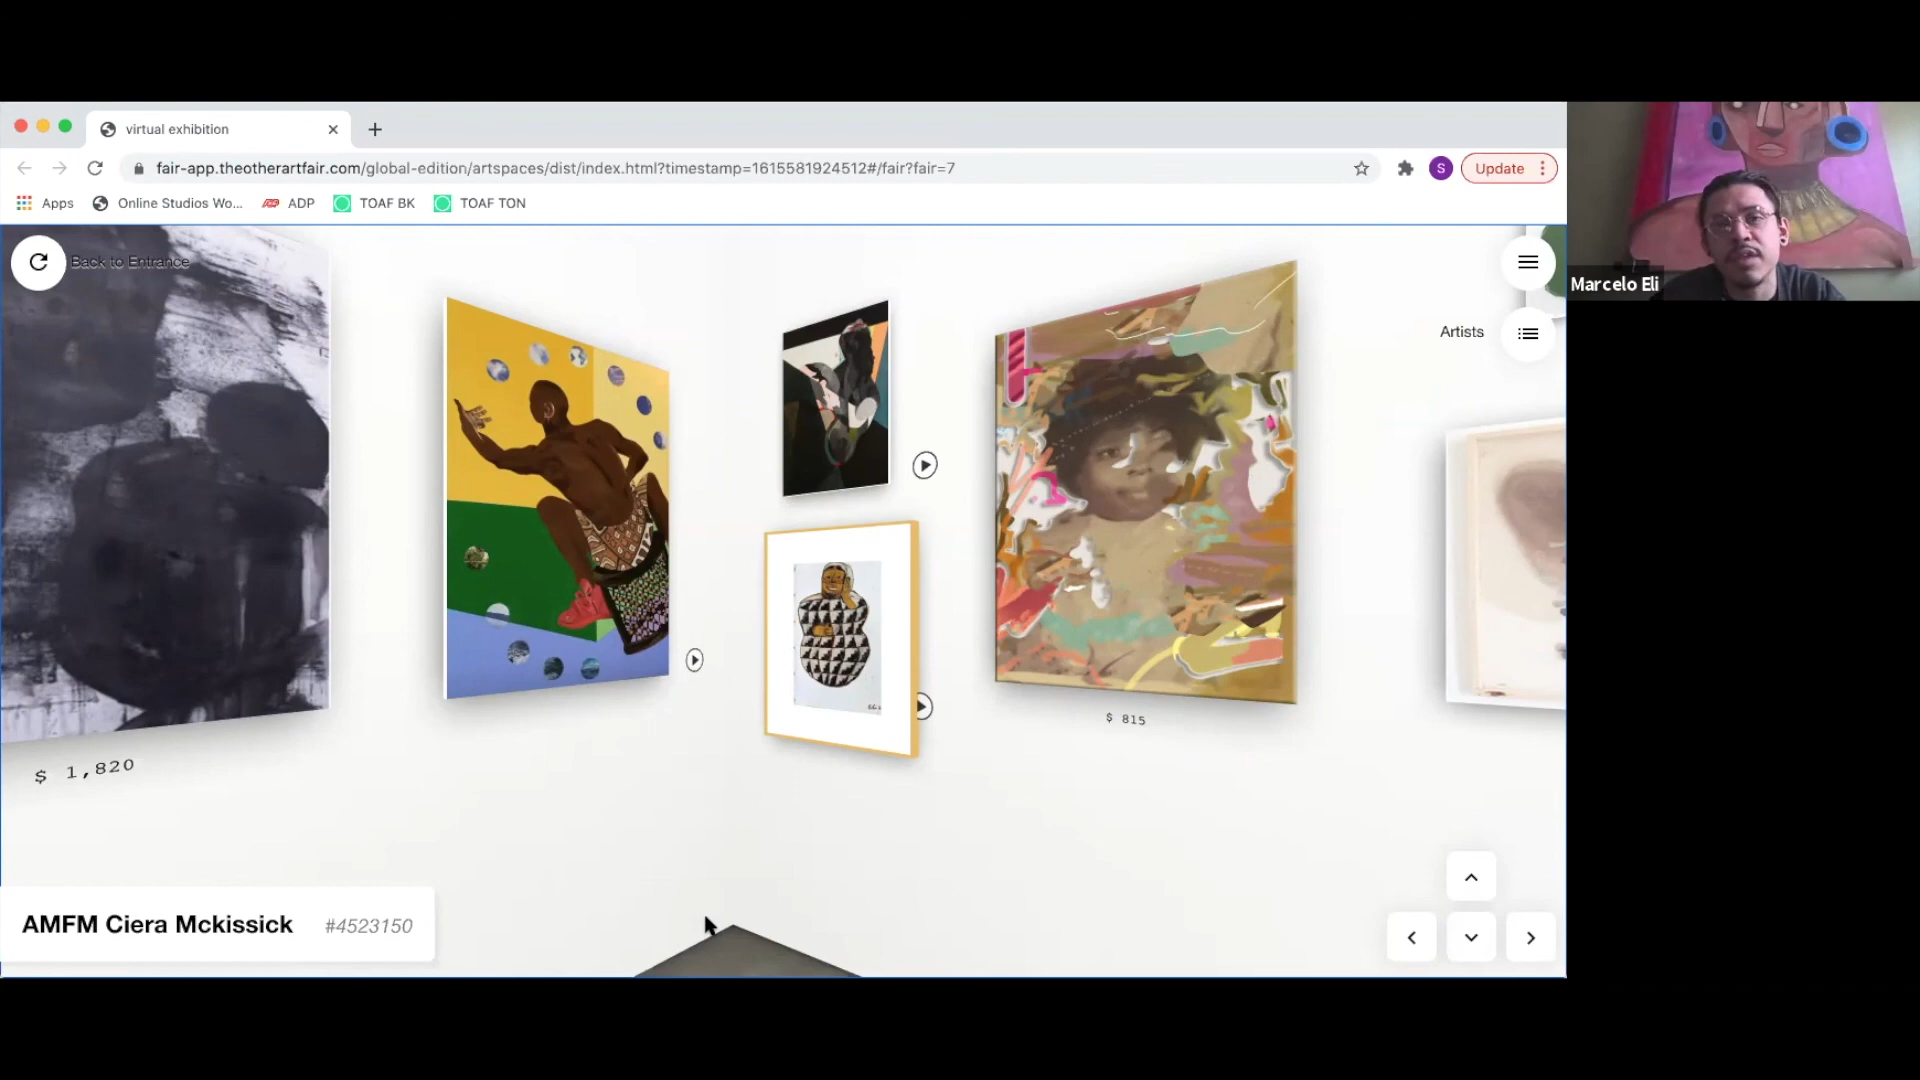 virtual exhibition
fair-app.theotherartfair.com/global-edition/artspaces/dist/index.html?timestamp=1615581924512#/fair?fair=7
S
Update
Apps
Online Studios Wo...
ADP
TOAF BK
TOAF TON
Back to Entrance
Marcelo Eli
Artists
$ 815
$ 1,820
AMFM Ciera Mckissick #4523150